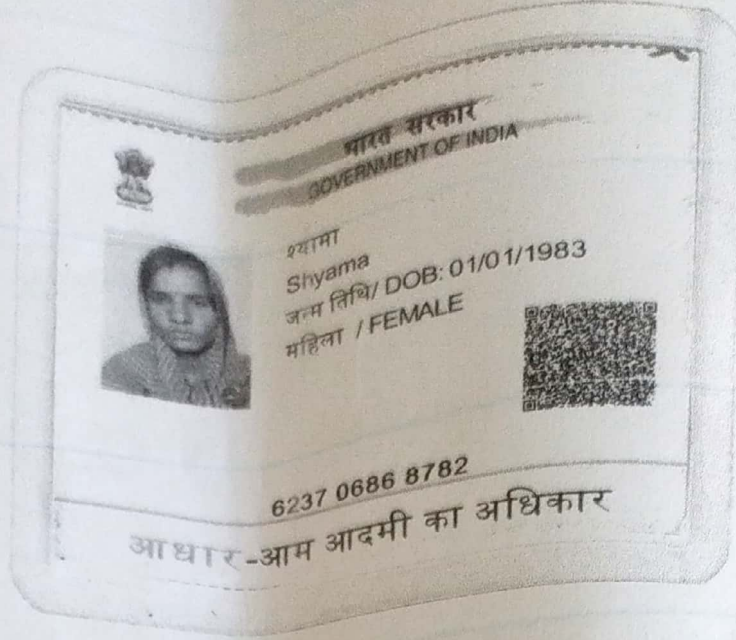 भारत सरकार
GOVERNMENT OF INDIA
श्यामा
Shyama
जन्म तिथि/ DOB: 01/01/1983
महिला / FEMALE
6237 0686 8782
आधार-आम आदमी का अधिकार